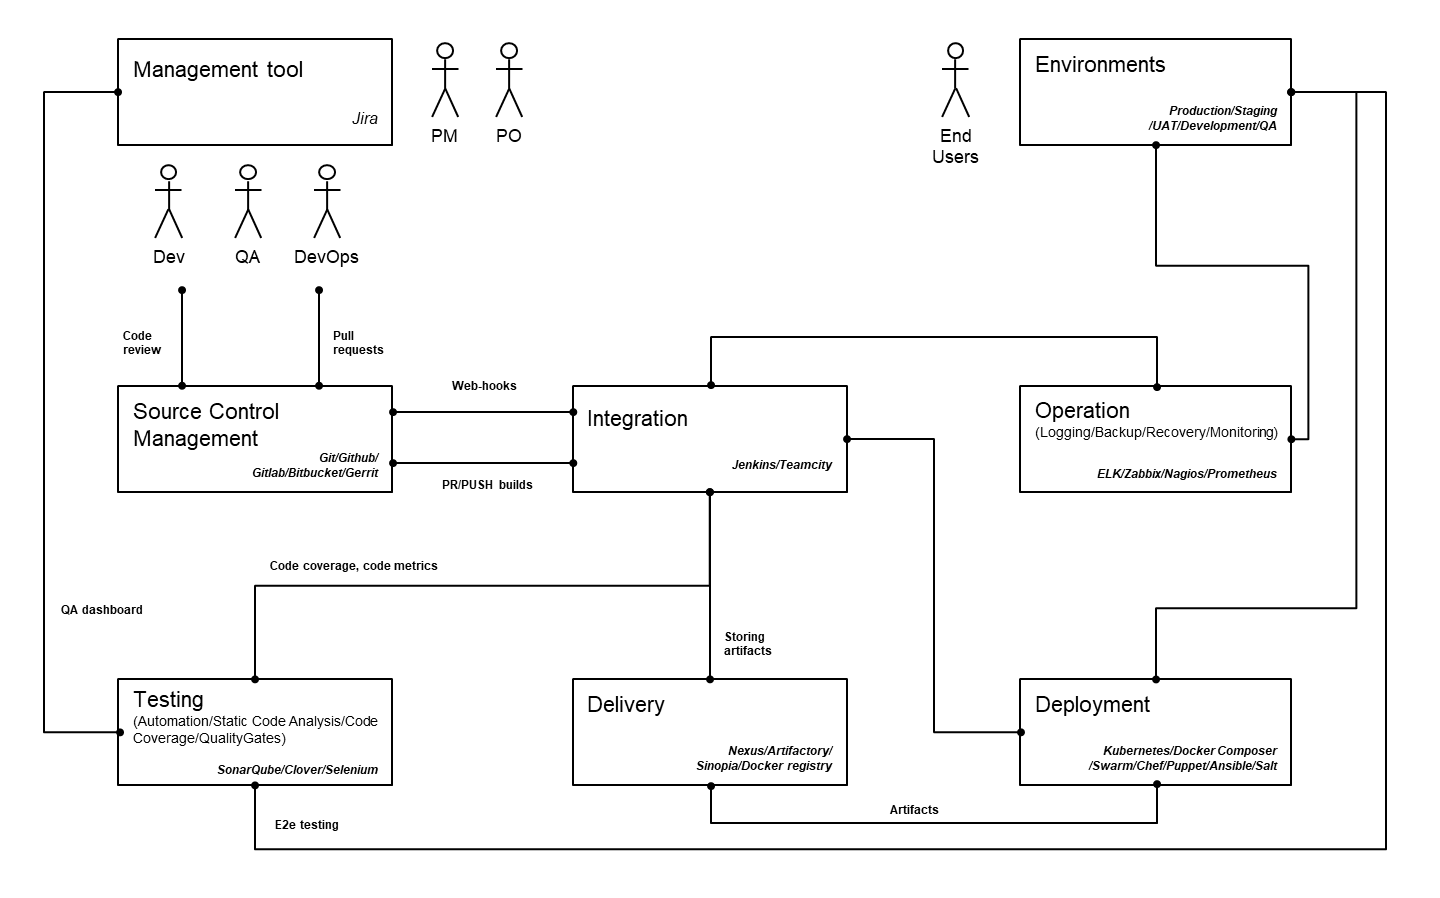 Management tool
Jira
PM
PO
End
Users
Environments
Production/Staging
/UAT/Development/QA
Dev
QA
DevOps
Code
review
Pull
requests
Source Control
Management
Git/Github/
Gitlab/Bitbucket/Gerrit
Web-hooks
PR/PUSH builds
Integration
Jenkins/Teamcity
Operation
(Logging/Backup/Recovery/Monitoring)
ELK/Zabbix/Nagios/Prometheus
Code coverage, code metrics
QA dashboard
Storing
artifacts
Testing
(Automation/Static Code Analysis/Code
Coverage/QualityGates)
SonarQube/Clover/Selenium
Delivery
Nexus/Artifactory/
Sinopia/Docker registry
Deployment
Kubernetes/Docker Composer
/Swarm/Chef/Puppet/Ansible/Salt
Artifacts
E2e testing